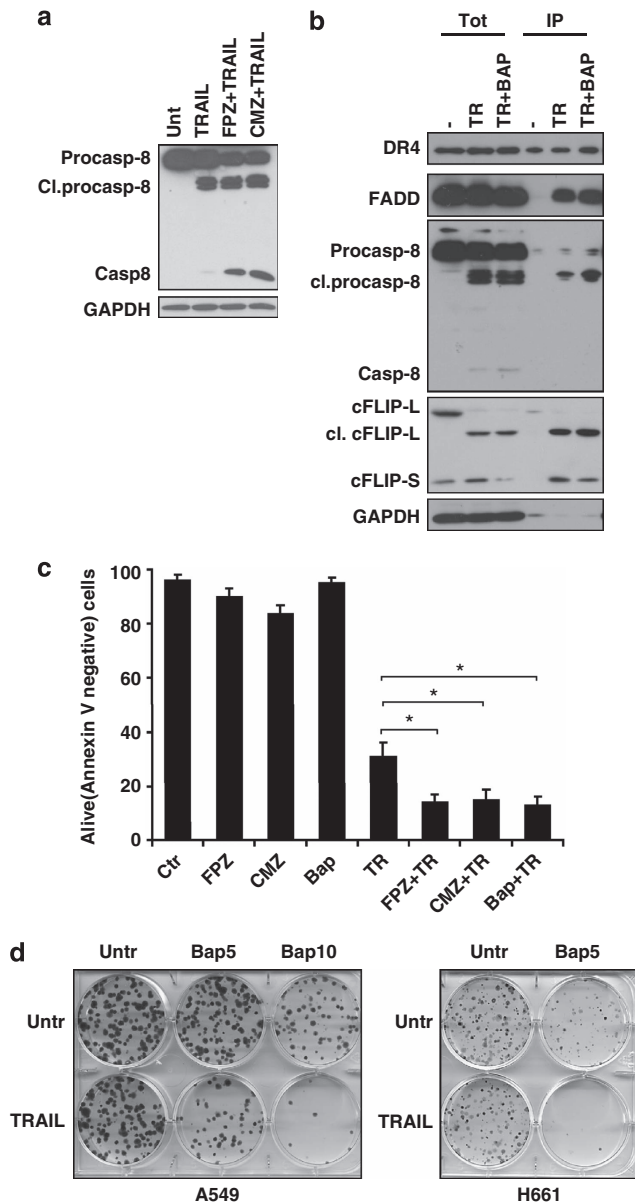 a
Unt
TRAIL
FPZ+TRAIL
CMZ+TRAIL
Procasp-8
Cl.procasp-8
Casp8
GAPDH
b
Tot IP
- TR TR+BAP - TR TR+BAP
DR4
FADD
Procasp-8
cl.procasp-8
Casp-8
cFLIP-L
cl. cFLIP-L
cFLIP-S
GAPDH
c
Alive(Annexin V negative) cells
100
80
60
40
20
0
*
*
*
Ctr FPZ CMZ Bap TR FPZ+TR CMZ+TR Bap+TR
d
Untr Bap5 Bap10
Untr
TRAIL
A549
Untr Bap5
Untr
TRAIL
H661